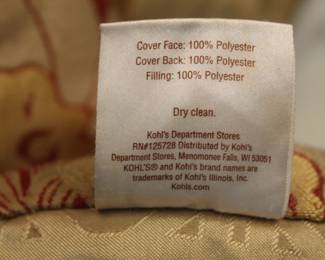 Cover Face: 100% Polyester
Cover Back: 100% Polyester
Filling: 100% Polyester
Dry clean.
Kohl's Department Stores
RN#125728 Distributed by Kohl's
Department Stores, Menomonee Falls, WI 53051
KOHL'S® and Kohl's brand names are
trademarks of Kohl's Illinois, Inc.
Kohls.com